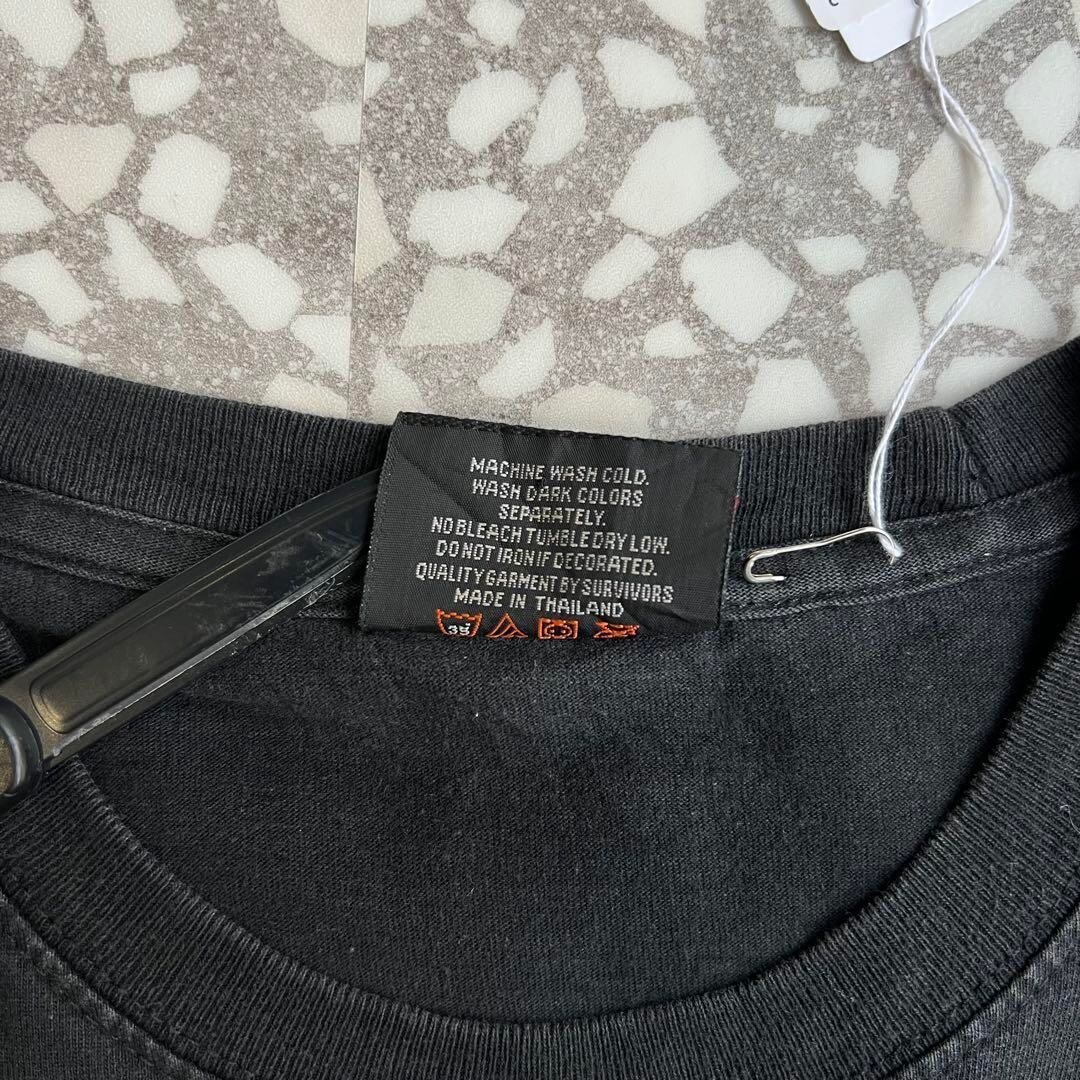 MACHINE WASH COLD.
WASH DARK COLORS
SEPARATELY.
NO BLEACH TUMBLE DRY LOW.
DO NOT IRON IF DECORATED.
QUALITY GARMENT BY SURVIVORS
MADE IN THAILAND
35